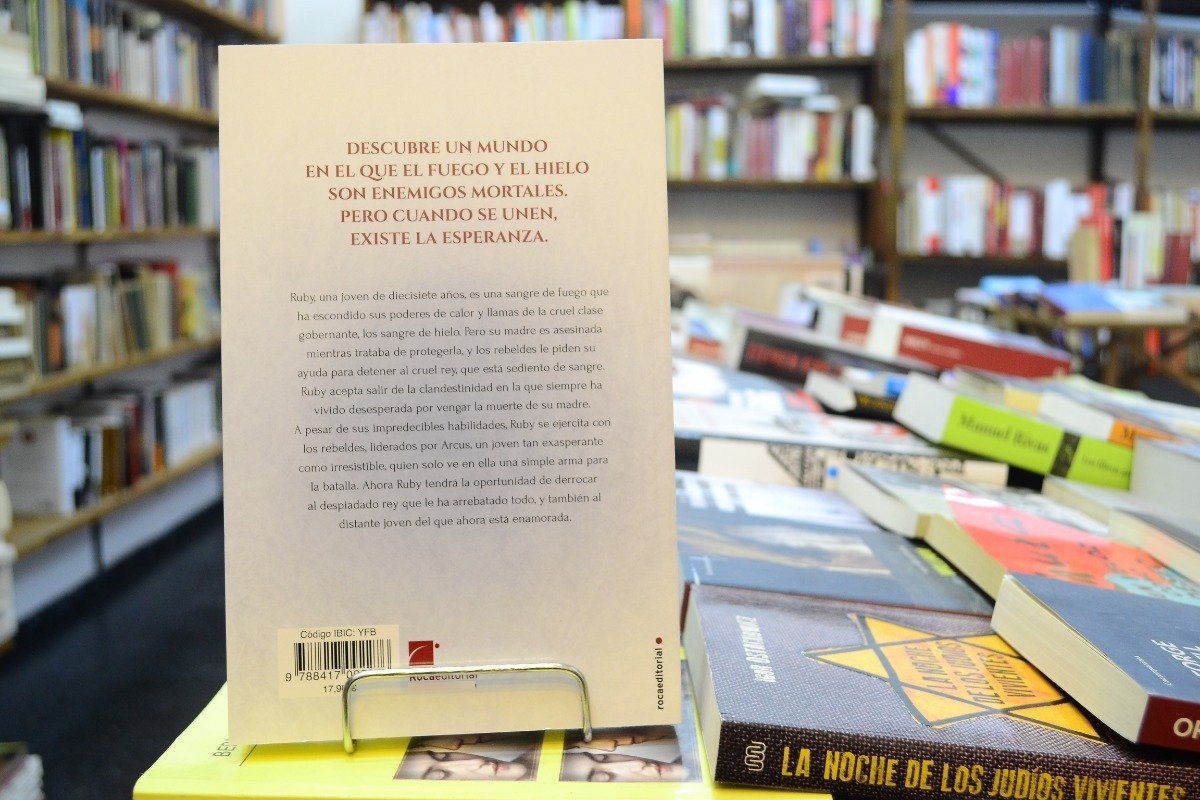 DESCUBRE UN MUNDO
EN EL QUE EL FUEGO Y EL HIELO
SON ENEMIGOS MORTALES.
PERO CUANDO SE UNEN,
EXISTE LA ESPERANZA.
Ruby, una joven de diecisiete años, es una sangre de fuego que
ha escondido sus poderes de calor y llamas de la cruel clase
gobernante, los sangre de hielo. Pero su madre es asesinada
mientras trataba de protegerla, y los rebeldes le piden su
ayuda para detener al cruel rey, que está sediento de sangre.
Ruby acepta salir de la clandestinidad en la que siempre ha
vivido desesperada por vengar la muerte de su madre.
A pesar de sus impredecibles habilidades, Ruby se ejercita con
los rebeldes, liderados por Arcus, un joven tan exasperante
como irresistible, quien solo ve en ella una simple arma para
la batalla. Ahora Ruby tendrá la oportunidad de derrocar
al despiadado rey que le ha arrebatado todo, y también al
distante joven del que ahora está enamorada.
Código IBIC: YFB
9 788417 00
17,90
Rocaeditorial
rocaeditorial
Manuel Rivas
LA NOCHE
DE LOS JUDÍOS
VIVIENTES
LA NOCHE DE LOS JUDÍOS VIVIENTES